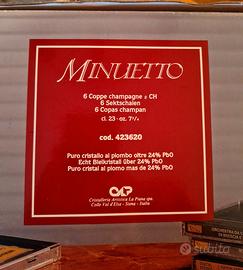 MINUETTO
6 Coppe champagne e CH
6 Sektschalen
6 Copas champan
cl. 23 - oz. 7¾
cod. 423620
Puro cristallo al piombo oltre 24% PbO
Echt Bleikristall über 24% PbO
Puro cristal al piomo mas de 24% PbO
Cristalleria Artistica La Piana spa
Colle Val d'Elsa - Siena - Italia
subito